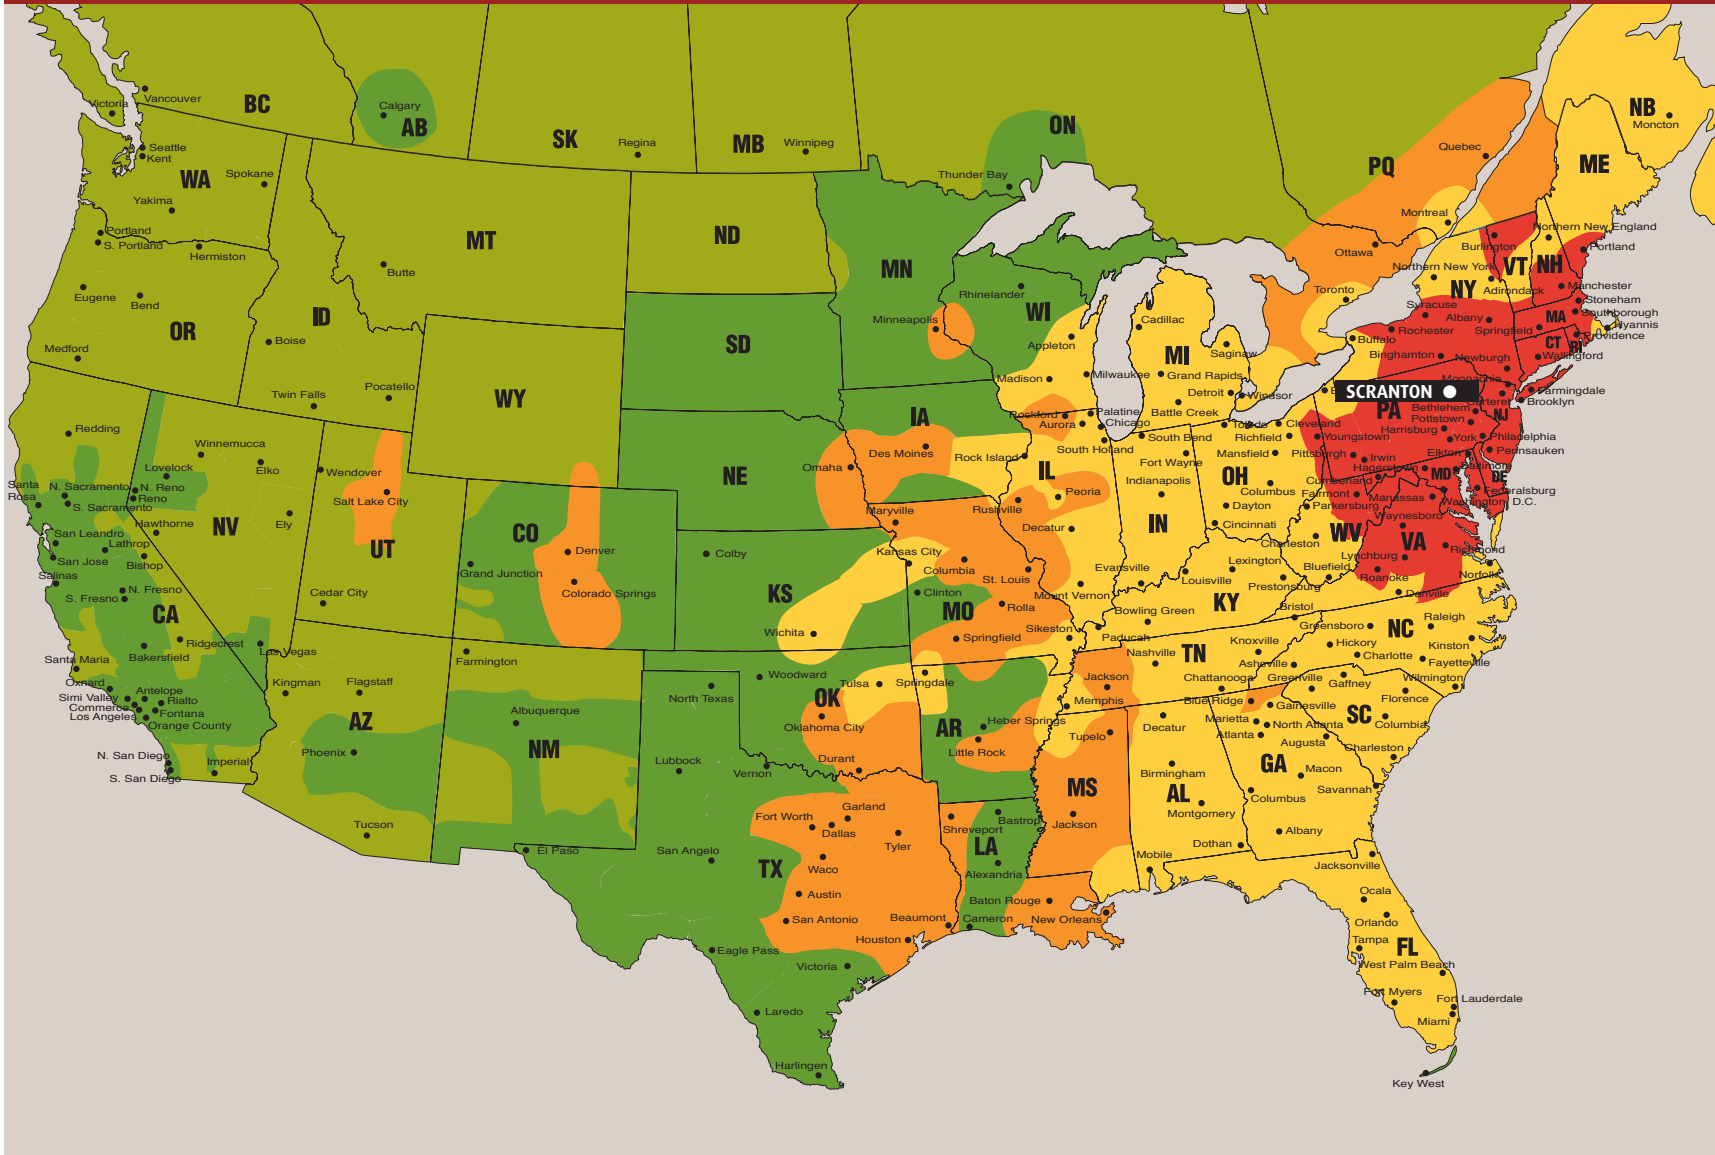 BC
Vancouver
Victoria
Calgary
AB
SK
Regina
MB
Winnipeg
ON
Thunder Bay
PQ
Quebec
Montreal
Ottawa
Toronto
NB
Moncton
ME
Seattle
Kent
WA
Spokane
Yakima
Portland
S. Portland
Hermiston
Eugene
Bend
OR
Medford
ID
Boise
Twin Falls
Pocatello
MT
Butte
WY
ND
SD
NE
Omaha
MN
Minneapolis
WI
Rhinelander
Appleton
Madison
Milwaukee
MI
Cadillac
Saginaw
Grand Rapids
Detroit
Windsor
Battle Creek
Northern New England
Portland
Burlington
VT
NH
Northern New York
NY
Adirondack
Manchester
Stoneham
Southborough
Hyannis
Providence
MA
CT
RI
Syracuse
Albany
Springfield
Rochester
Buffalo
Binghamton
Newburgh
Wallingford
Moonachie
SCRANTON
Farmingdale
Brooklyn
Carteret
NJ
PA
Bethlehem
Pottstown
Harrisburg
York
Philadelphia
Pennsauken
Elkton
Pittsburgh
Irwin
Hagerstown
Baltimore
MD
DE
Cumberland
Federalsburg
Fairmont
Manassas
Washington, D.C.
Parkersburg
Waynesboro
WV
VA
Charleston
Richmond
Lynchburg
Bluefield
Roanoke
Norfolk
Danville
Redding
Santa
Rosa
N. Sacramento
S. Sacramento
N. Reno
Reno
Lovelock
Winnemucca
Elko
Ely
NV
Hawthorne
San Leandro
Lathrop
San Jose
Bishop
Salinas
N. Fresno
S. Fresno
CA
Ridgecrest
Las Vegas
Bakersfield
Santa Maria
Oxnard
Simi Valley
Antelope
Rialto
Commerce
Los Angeles
Fontana
Orange County
N. San Diego
S. San Diego
Imperial
Wendover
Salt Lake City
UT
Cedar City
Kingman
Flagstaff
AZ
Phoenix
Tucson
CO
Denver
Grand Junction
Colorado Springs
Farmington
Albuquerque
NM
El Paso
Colby
KS
Wichita
IA
Des Moines
Rock Island
Rockford
Aurora
Palatine
Chicago
South Holland
IL
Peoria
Rushville
Decatur
Mount Vernon
South Bend
Fort Wayne
Indianapolis
IN
Evansville
Toledo
Cleveland
Richfield
Youngstown
Mansfield
OH
Columbus
Dayton
Cincinnati
Maryville
Kansas City
Columbia
St. Louis
Clinton
MO
Rolla
Springfield
Sikeston
Lexington
Louisville
Prestonsburg
KY
Bowling Green
Paducah
Bristol
Nashville
TN
Knoxville
Chattanooga
Jackson
Memphis
Greensboro
Raleigh
NC
Hickory
Charlotte
Kinston
Fayetteville
Asheville
Wilmington
Greenville
Gaffney
Florence
SC
Columbia
Charleston
Blue Ridge
Gainesville
Marietta
North Atlanta
Atlanta
Augusta
GA
Macon
Savannah
Columbus
Albany
Decatur
Birmingham
AL
Montgomery
Dothan
Mobile
Tupelo
MS
Jackson
Woodward
Tulsa
OK
Oklahoma City
Durant
Springdale
AR
Heber Springs
Little Rock
North Texas
Lubbock
Vernon
San Angelo
Fort Worth
Garland
Dallas
Tyler
Waco
TX
Austin
San Antonio
Beaumont
Houston
Eagle Pass
Victoria
Laredo
Harlingen
Shreveport
Bastrop
LA
Alexandria
Baton Rouge
Cameron
New Orleans
Jacksonville
Ocala
Orlando
Tampa
FL
West Palm Beach
Fort Myers
Fort Lauderdale
Miami
Key West